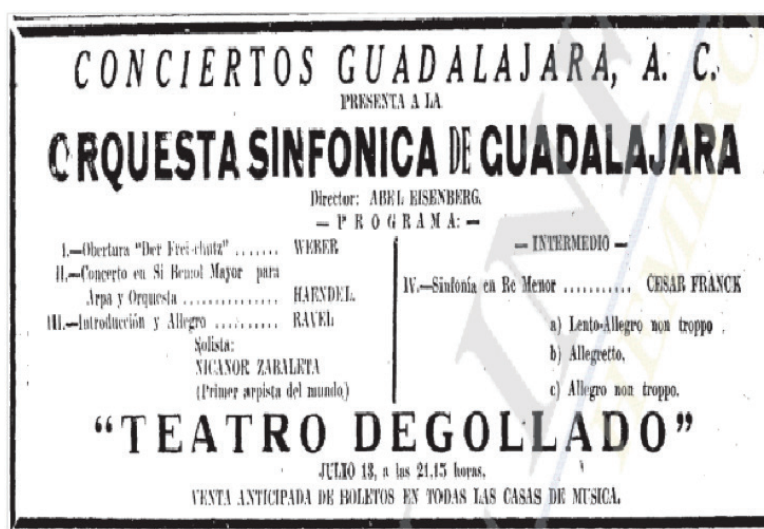 CONCIERTOS GUADALAJARA, A. C.
PRESENTA A LA
ORQUESTA SINFONICA DE GUADALAJARA
Director: ABEL EISENBERG.
— P R O G R A M A: —
I.—Obertura "Der Frei-chutz" ....... WEBER
II.—Concerto en Si Bemol Mayor para
Arpa y Orquesta ............... HAENDEL.
III.—Introducción y Allegro .......... RAVEL
Solista:
NICANOR ZABALETA
(Primer arpista del mundo)
— INTERMEDIO —
IV.—Sinfonía en Re Menor ........... CESAR FRANCK
a) Lento-Allegro non troppo
b) Allegretto.
c) Allegro non troppo.
"TEATRO DEGOLLADO"
JULIO 13, a las 21.15 horas.
VENTA ANTICIPADA DE BOLETOS EN TODAS LAS CASAS DE MUSICA.